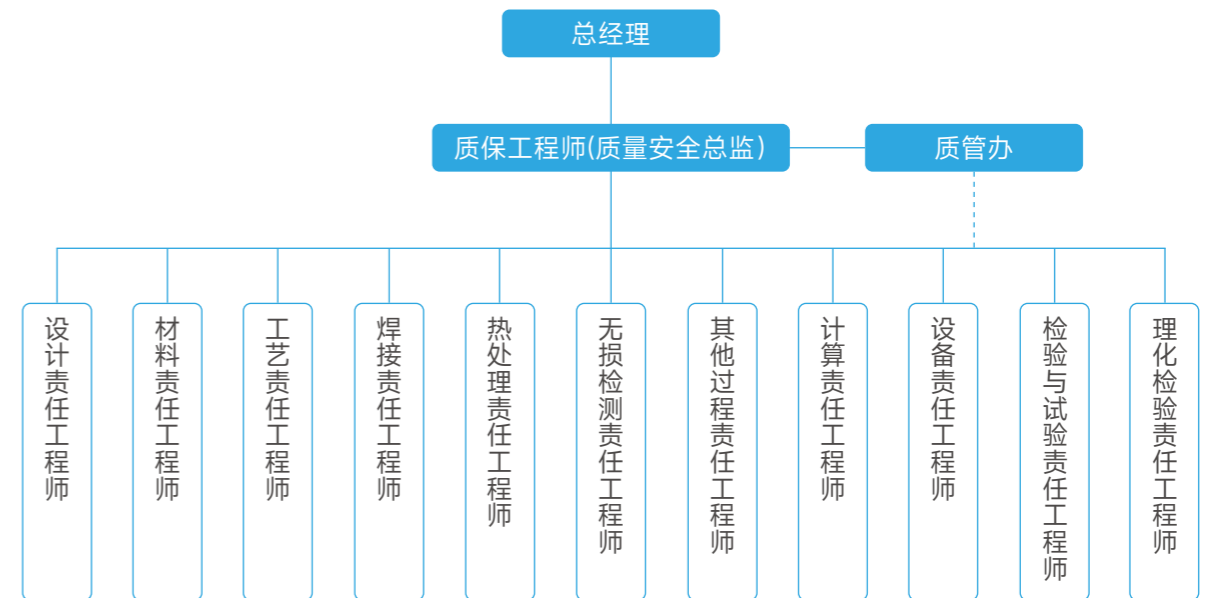 总经理
质保工程师(质量安全总监)
质管办
设计责任工程师
材料责任工程师
工艺责任工程师
焊接责任工程师
热处理责任工程师
无损检测责任工程师
其他过程责任工程师
计算责任工程师
设备责任工程师
检验与试验责任工程师
理化检验责任工程师